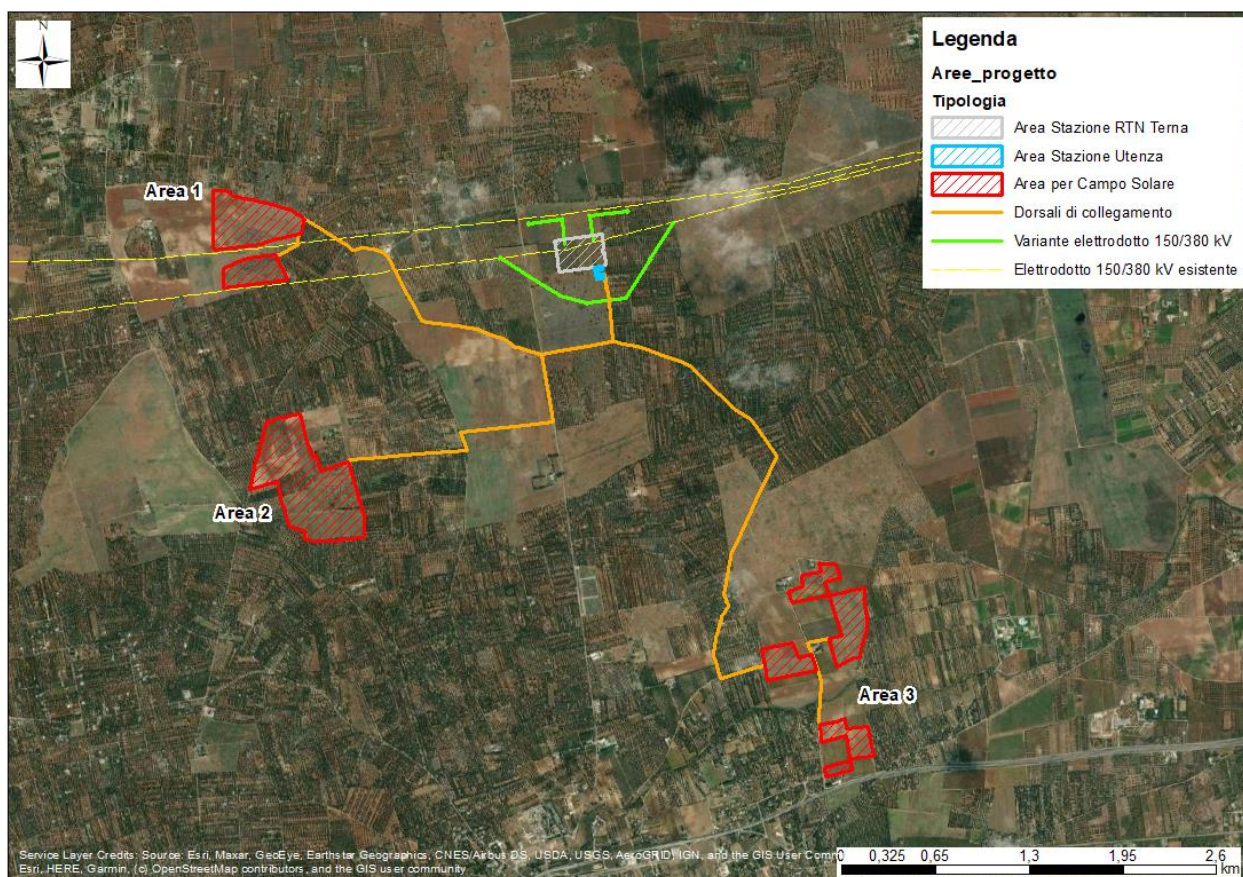 N
Legenda
Aree_progetto
Tipologia
Area Stazione RTN Terna
Area Stazione Utenza
Area per Campo Solare
Dorsali di collegamento
Variante elettrodotto 150/380 kV
Elettrodotto 150/380 kV esistente
Area 1
Area 2
Area 3
Service Layer Credits: Source: Esri, Maxar, GeoEye, Earthstar Geographics, CNES/Airbus DS, USDA, USGS, AeroGRID, IGN, and the GIS User Comm
Esri, HERE, Garmin, (c) OpenStreetMap contributors, and the GIS user community
0 0,325 0,65 1,3 1,95 2,6
km